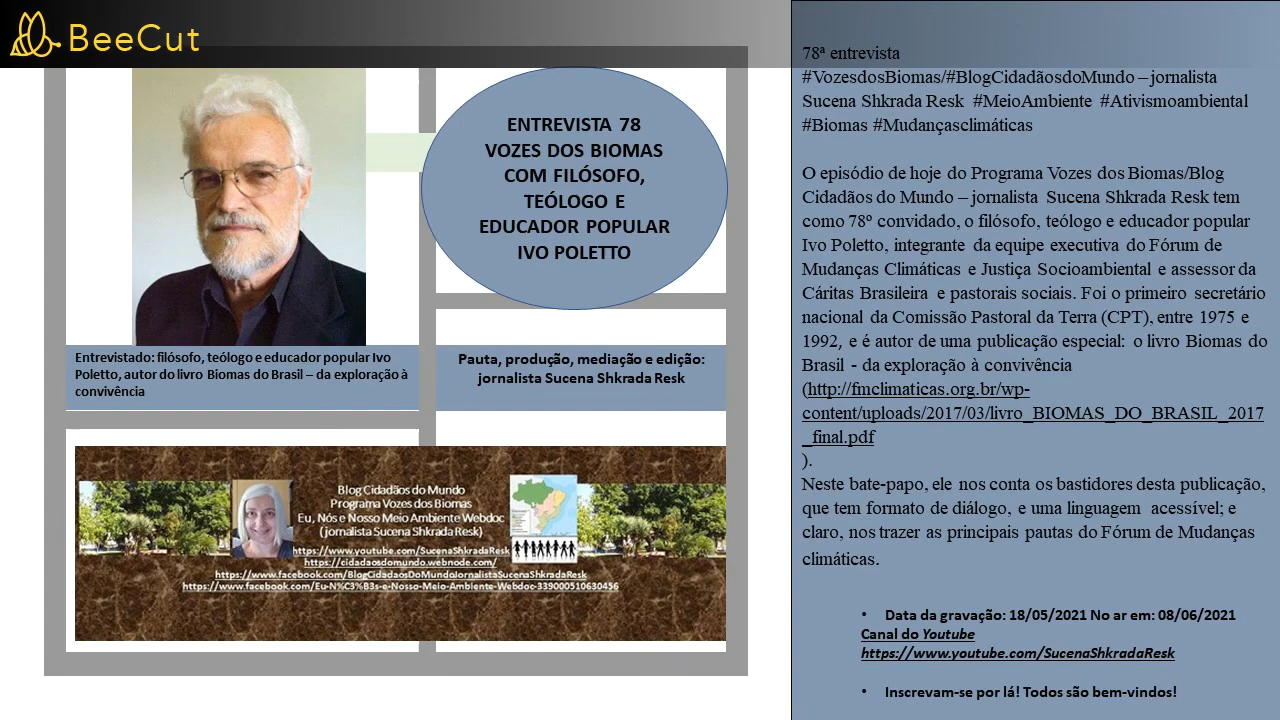 BeeCut
ENTREVISTA 78
VOZES DOS BIOMAS
COM FILÓSOFO,
TEÓLOGO E
EDUCADOR POPULAR
IVO POLETTO
Entrevistado: filósofo, teólogo e educador popular Ivo
Poletto, autor do livro Biomas do Brasil – da exploração à
convivência
Pauta, produção, mediação e edição:
jornalista Sucena Shkrada Resk
Blog Cidadãos do Mundo
Programa Vozes dos Biomas
Eu, Nós e Nosso Meio Ambiente Webdoc
(jornalista Sucena Shkrada Resk)
https://www.youtube.com/SucenaShkradaResk
https://cidadaosdomundo.webnode.com/
https://www.facebook.com/BlogCidadaosDoMundoJornalistaSucenaShkradaResk
https://www.facebook.com/Eu-N%C3%B3s-e-Nosso-Meio-Ambiente-Webdoc-339000510630456
78ª entrevista
#VozesdosBiomas/#BlogCidadãosdoMundo – jornalista
Sucena Shkrada Resk #MeioAmbiente #Ativismoambiental
#Biomas #Mudançasclimáticas
O episódio de hoje do Programa Vozes dos Biomas/Blog
Cidadãos do Mundo – jornalista Sucena Shkrada Resk tem
como 78º convidado, o filósofo, teólogo e educador popular
Ivo Poletto, integrante da equipe executiva do Fórum de
Mudanças Climáticas e Justiça Socioambiental e assessor da
Cáritas Brasileira e pastorais sociais. Foi o primeiro secretário
nacional da Comissão Pastoral da Terra (CPT), entre 1975 e
1992, e é autor de uma publicação especial: o livro Biomas do
Brasil - da exploração à convivência
(http://fmclimaticas.org.br/wp-
content/uploads/2017/03/livro_BIOMAS_DO_BRASIL_2017
_final.pdf
).
Neste bate-papo, ele nos conta os bastidores desta publicação,
que tem formato de diálogo, e uma linguagem acessível; e
claro, nos trazer as principais pautas do Fórum de Mudanças
climáticas.
• Data da gravação: 18/05/2021 No ar em: 08/06/2021
Canal do Youtube
https://www.youtube.com/SucenaShkradaResk
• Inscrevam-se por lá! Todos são bem-vindos!